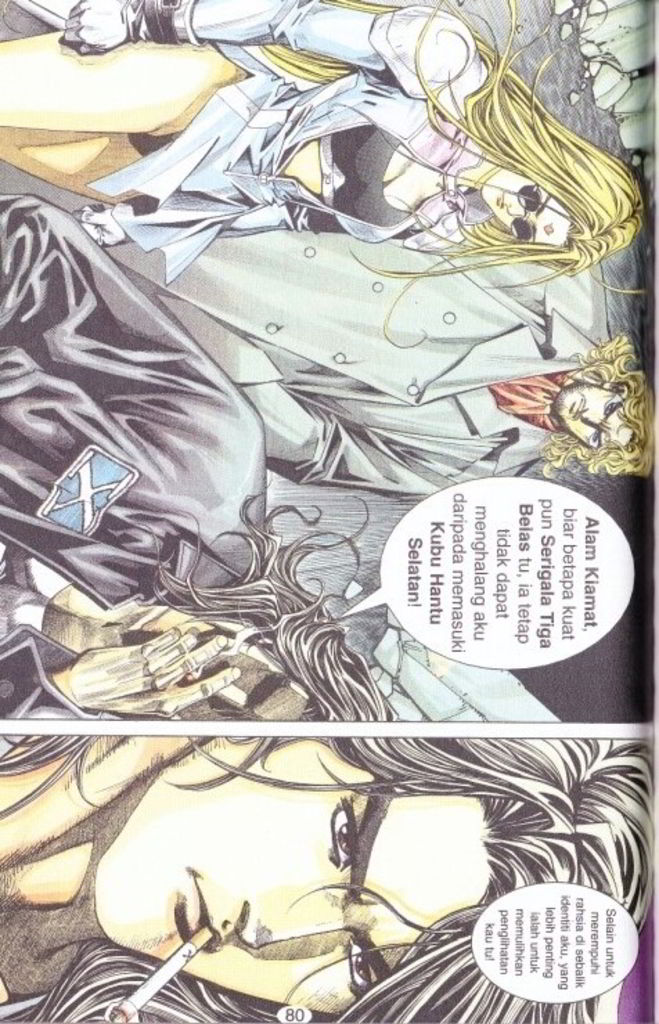 Alam Kiamat,
biar betapa kuat
pun Serigala Tiga
Belas tu, ia tetap
tidak dapat
menghalang aku
daripada memasuki
Kubu Hantu
Selatan!
Selain untuk
merempuhi
rahsia di sebalik
identiti aku, yang
lebih penting
ialah untuk
memulihkan
penglihatan
kau tu!
80